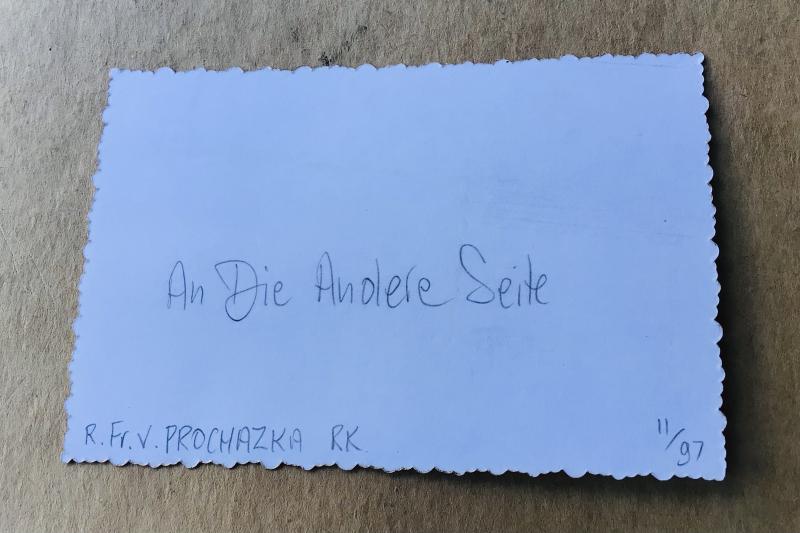 An Die Andere Seite
R. Fr. V. PROCHAZKA RK
11/97